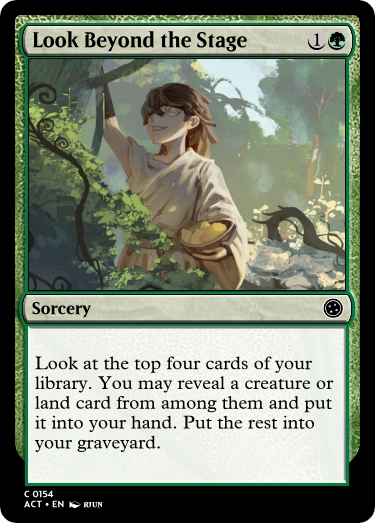 Look Beyond the Stage 1
Sorcery
Look at the top four cards of your
library. You may reveal a creature or
land card from among them and put
it into your hand. Put the rest into
your graveyard.
C 0154
ACT • EN RJUN